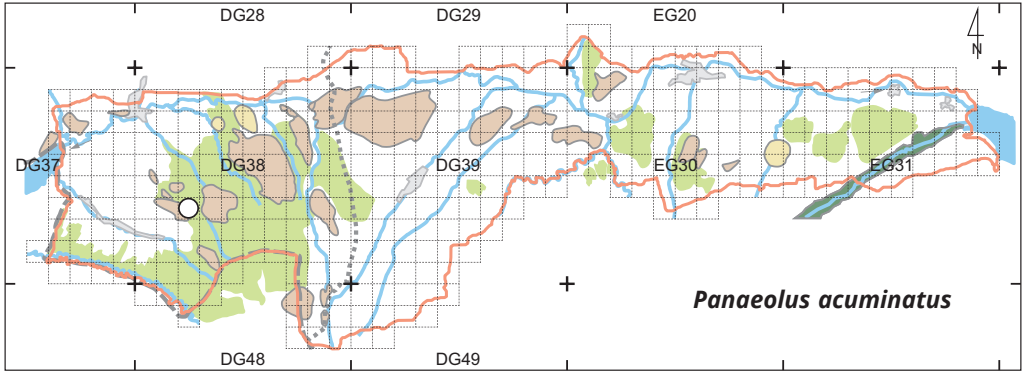 DG28 DG29 EG20
N
DG37 DG38 DG39 EG30 EG31
Panaeolus acuminatus
DG48 DG49